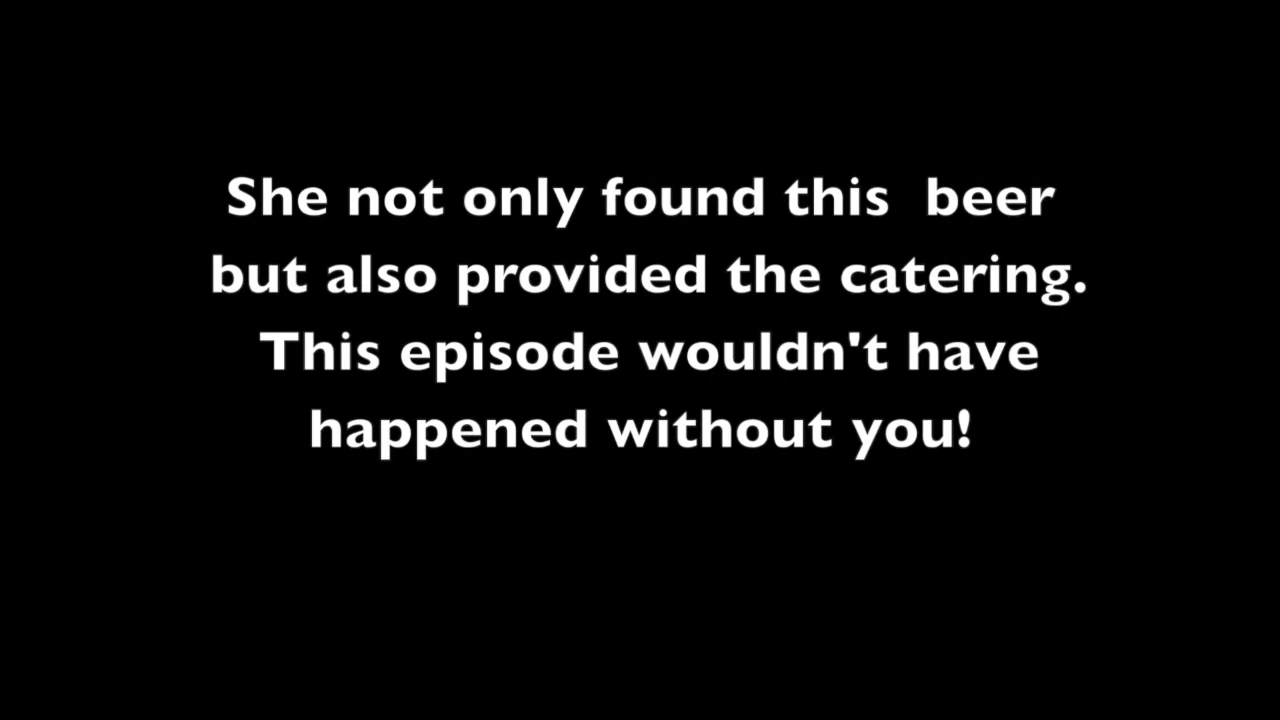 She not only found this  beer
but also provided the catering.
This episode wouldn't have
happened without you!